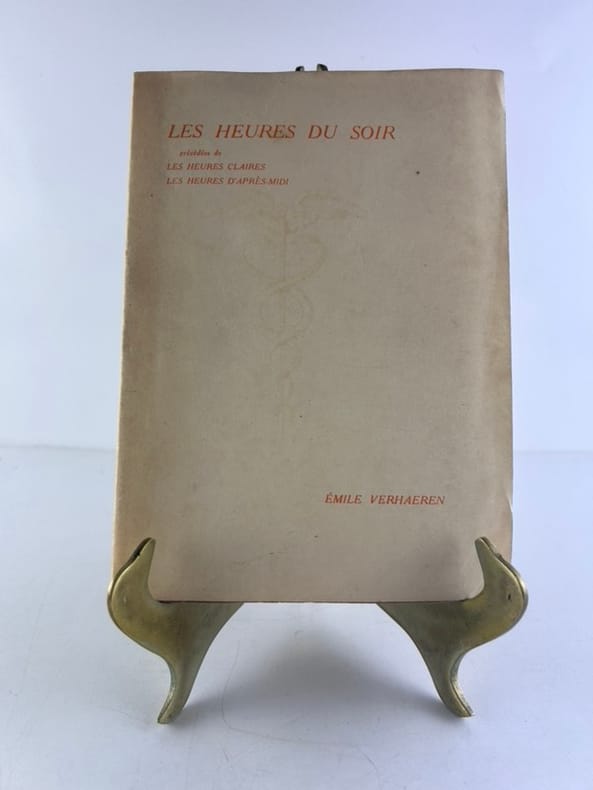 LES HEURES DU SOIR
précédées de
LES HEURES CLAIRES
LES HEURES D'APRÈS-MIDI
ÉMILE VERHAEREN